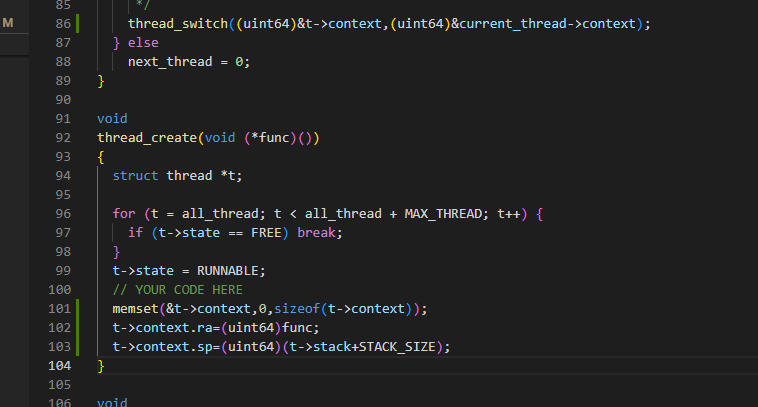 M
85 */
86 thread_switch((uint64)&t->context,(uint64)&current_thread->context);
87 } else
88 next_thread = 0;
89 }
90
91 void
92 thread_create(void (*func)())
93 {
94 struct thread *t;
95
96 for (t = all_thread; t < all_thread + MAX_THREAD; t++) {
97 if (t->state == FREE) break;
98 }
99 t->state = RUNNABLE;
100 // YOUR CODE HERE
101 memset(&t->context,0,sizeof(t->context));
102 t->context.ra=(uint64)func;
103 t->context.sp=(uint64)(t->stack+STACK_SIZE);
104 }
105
106 void